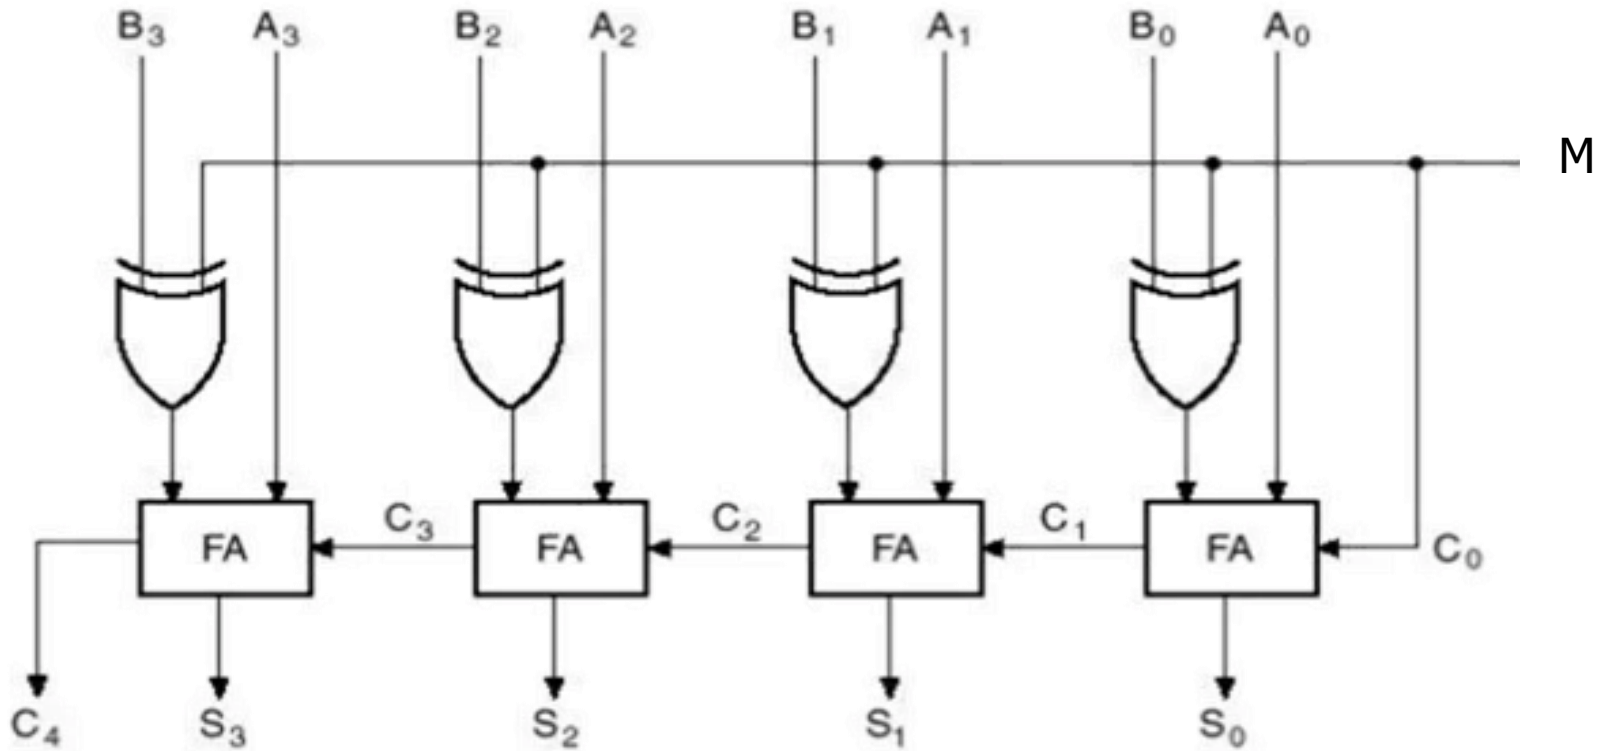 B₃ A₃ B₂ A₂ B₁ A₁ B₀ A₀
M
FA C₃ FA C₂ FA C₁ FA C₀
C₄ S₃ S₂ S₁ S₀